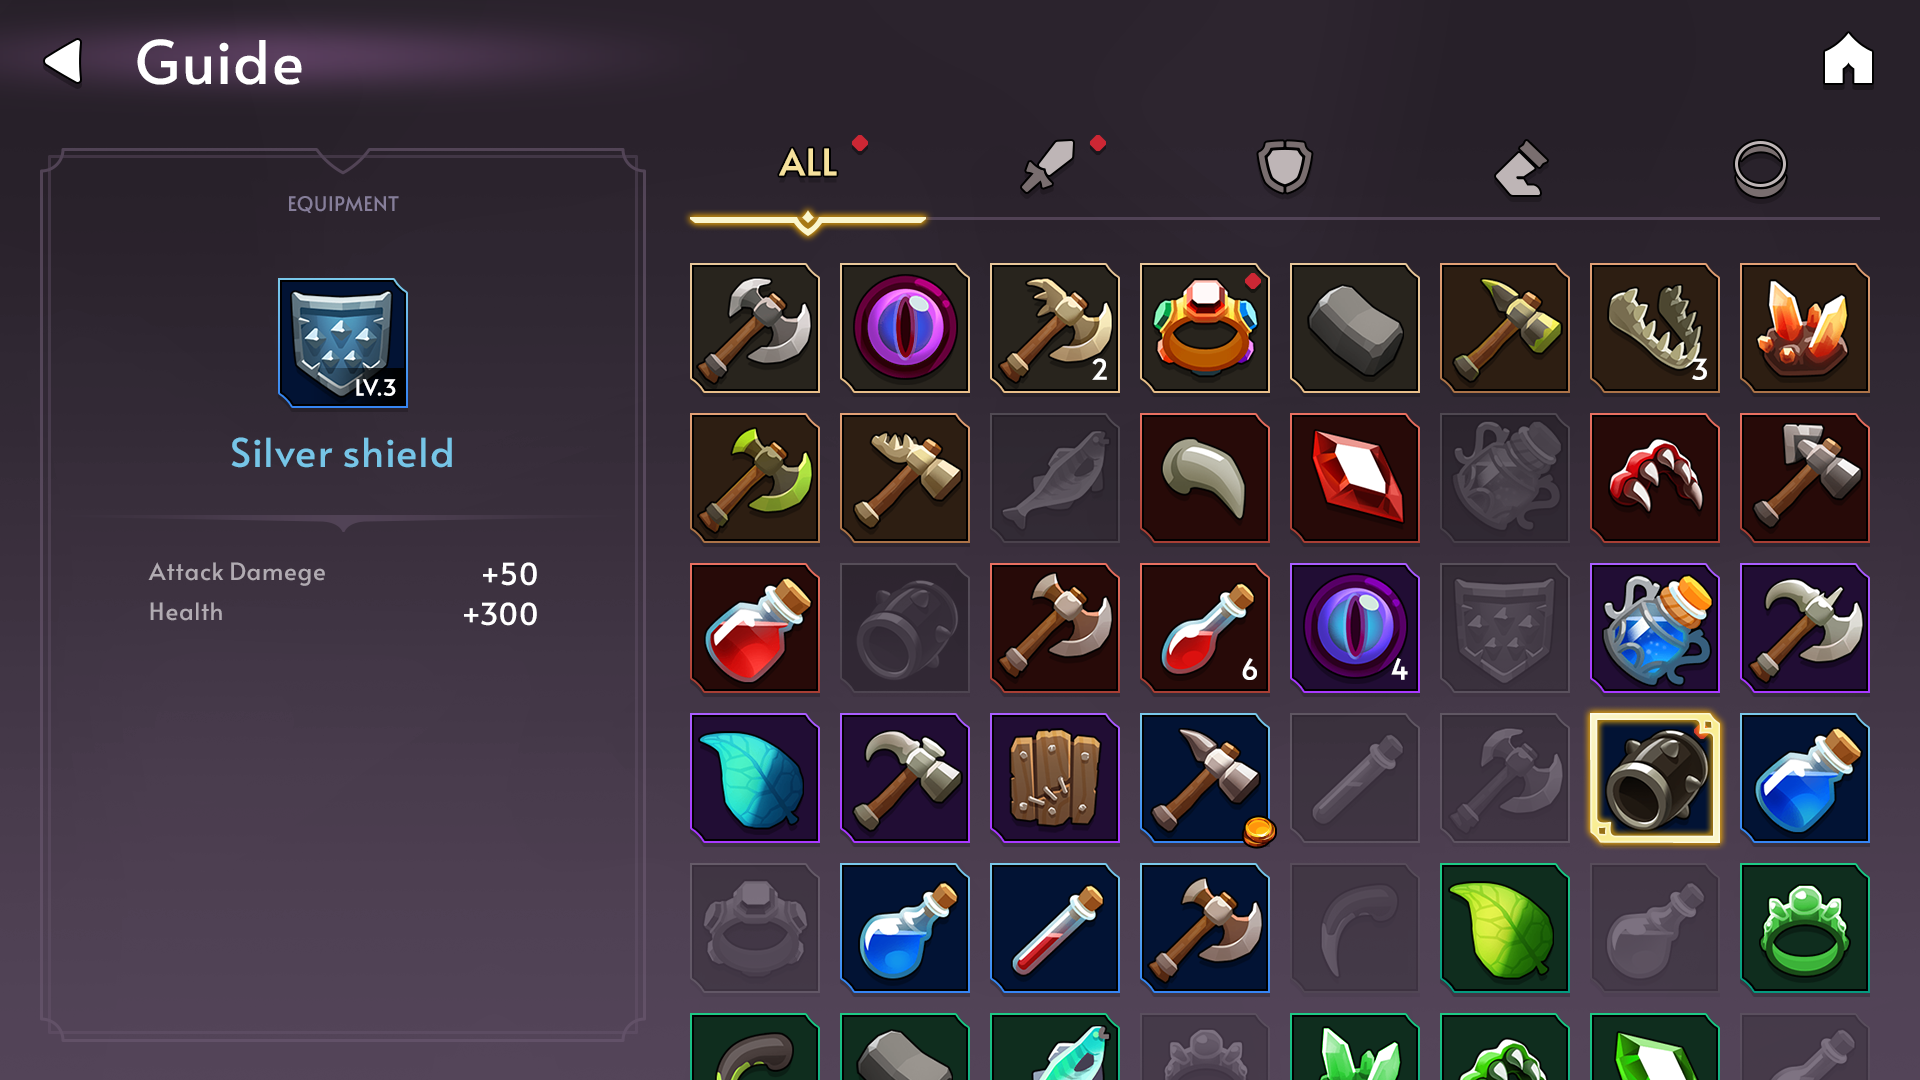 Guide
EQUIPMENT
LV.3
Silver shield
Attack Damege +50
Health +300
ALL
2
3
6
4